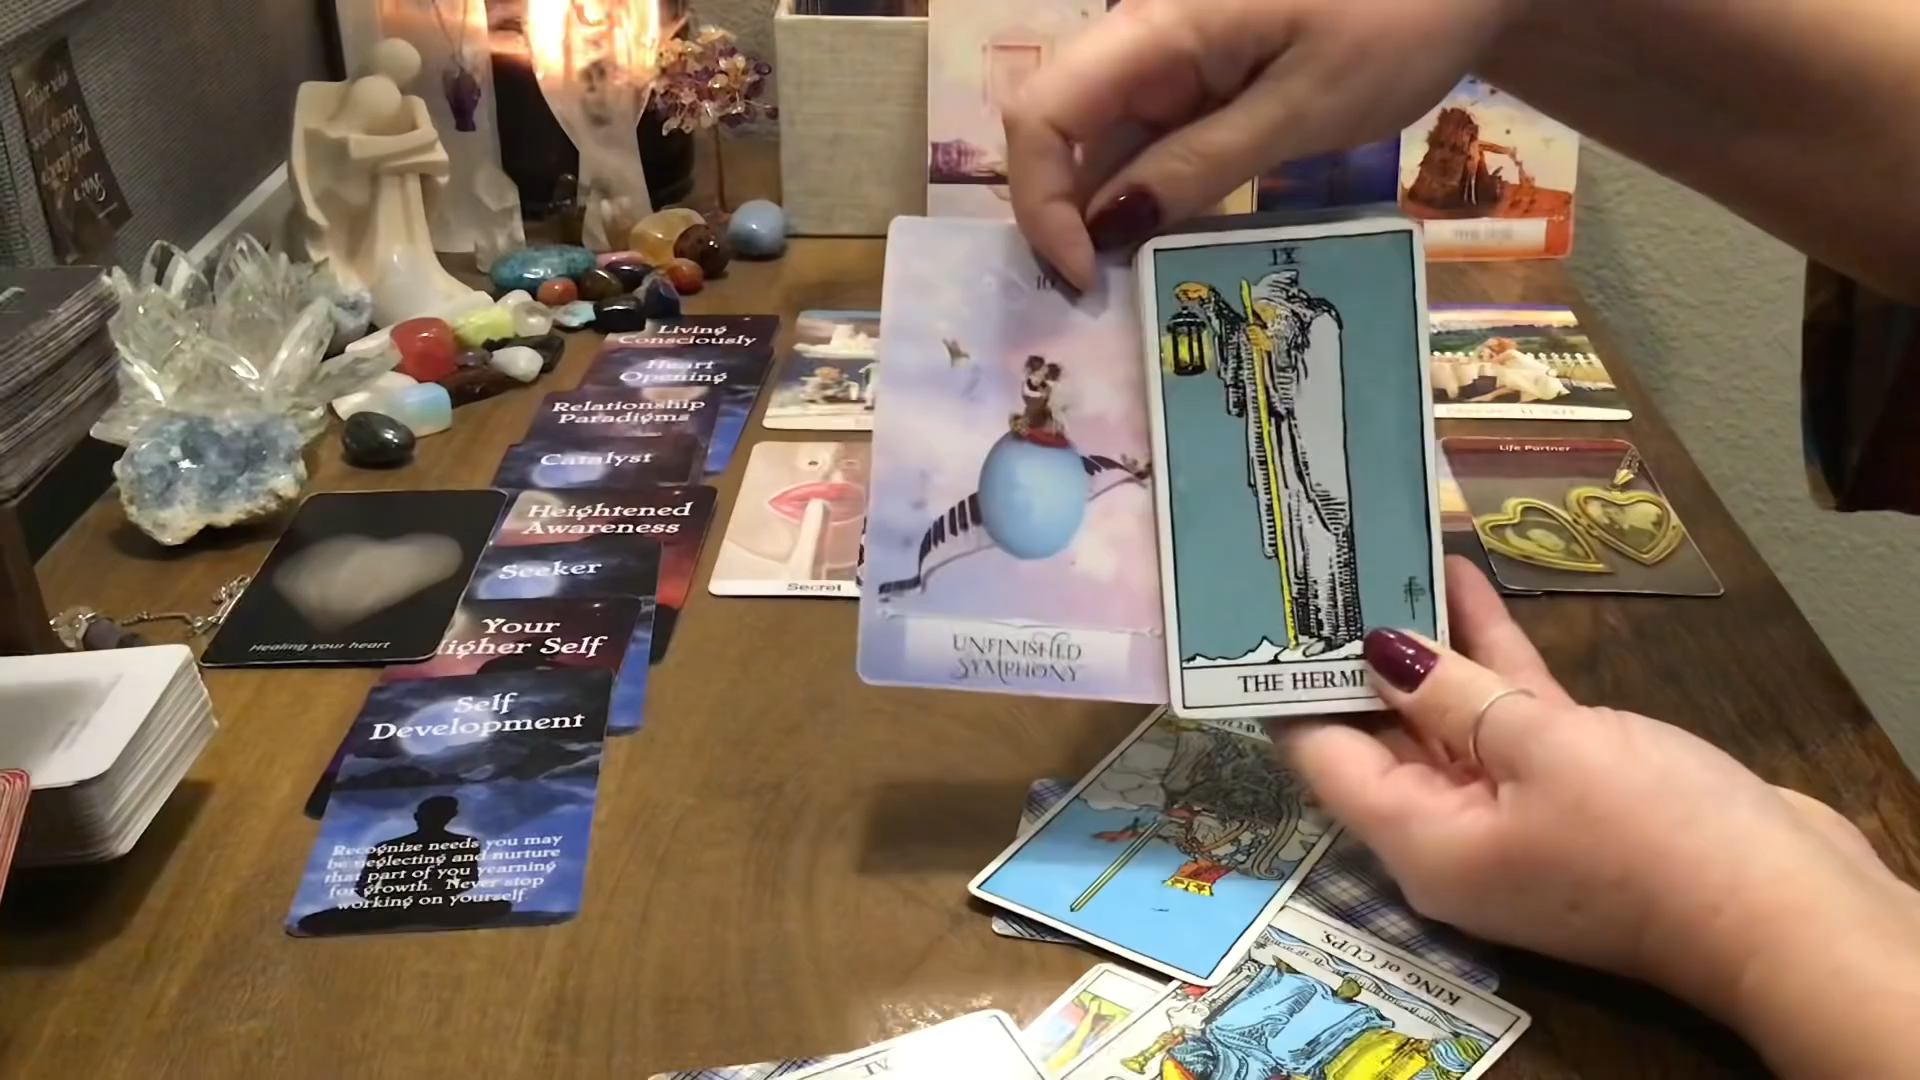 Living
Consciously
Heart
Opening
Relationship
Paradigms
Catalyst
Heightened
Awareness
Seeker
Your
Higher Self
Self
Development
Recognize needs you may
be neglecting and nurture
that part of you yearning
for growth. Never stop
working on yourself.
Healing your heart
Secret
10
UNFINISHED
SYMPHONY
IX
THE HERMI
Life Partner
KING of CUPS.